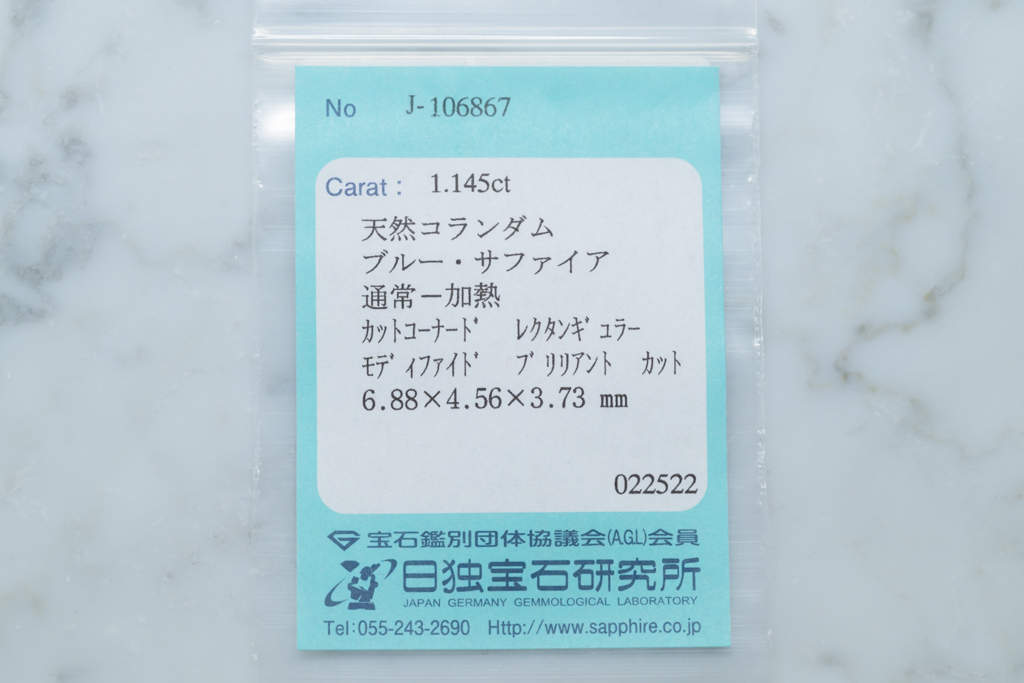 No J-106867
Carat : 1.145ct
天然コランダム
ブルー・サファイア
通常－加熱
ｶｯﾄｺｰﾅｰﾄﾞ ﾚｸﾀﾝｷﾞｭﾗｰ
ﾓﾃﾞｨﾌｧｲﾄﾞ ﾌﾞﾘﾘｱﾝﾄ ｶｯﾄ
6.88×4.56×3.73 mm
022522
宝石鑑別団体協議会(A.G.L)会員
日独宝石研究所
JAPAN GERMANY GEMMOLOGICAL LABORATORY
Tel:055-243-2690 Http://www.sapphire.co.jp